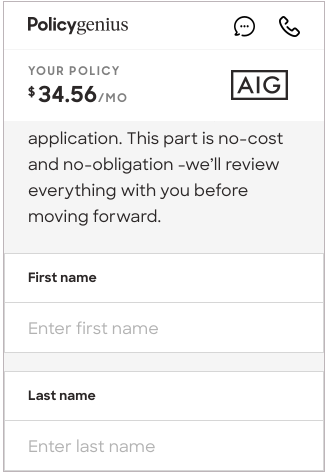 Policygenius
YOUR POLICY
$34.56/MO
AIG
application. This part is no-cost
and no-obligation -we'll review
everything with you before
moving forward.
First name
Enter first name
Last name
Enter last name